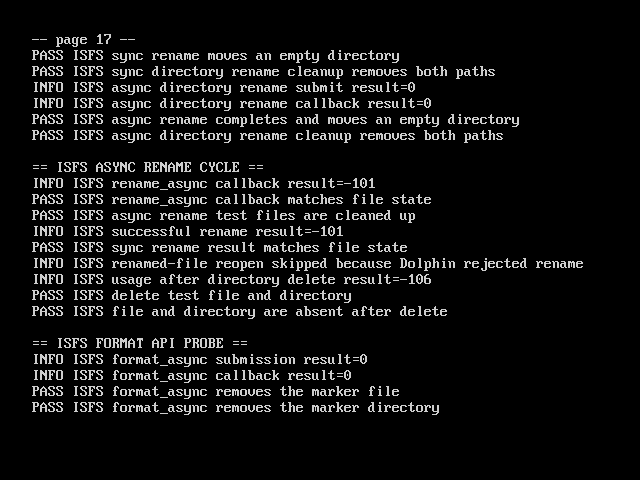 -- page 17 --
PASS ISFS sync rename moves an empty directory
PASS ISFS sync directory rename cleanup removes both paths
INFO ISFS async directory rename submit result=0
INFO ISFS async directory rename callback result=0
PASS ISFS async rename completes and moves an empty directory
PASS ISFS async directory rename cleanup removes both paths
== ISFS ASYNC RENAME CYCLE ==
INFO ISFS rename_async callback result=-101
PASS ISFS rename_async callback matches file state
PASS ISFS async rename test files are cleaned up
INFO ISFS successful rename result=-101
PASS ISFS sync rename result matches file state
INFO ISFS renamed-file reopen skipped because Dolphin rejected rename
INFO ISFS usage after directory delete result=-106
PASS ISFS delete test file and directory
PASS ISFS file and directory are absent after delete
== ISFS FORMAT API PROBE ==
INFO ISFS format_async submission result=0
INFO ISFS format_async callback result=0
PASS ISFS format_async removes the marker file
PASS ISFS format_async removes the marker directory